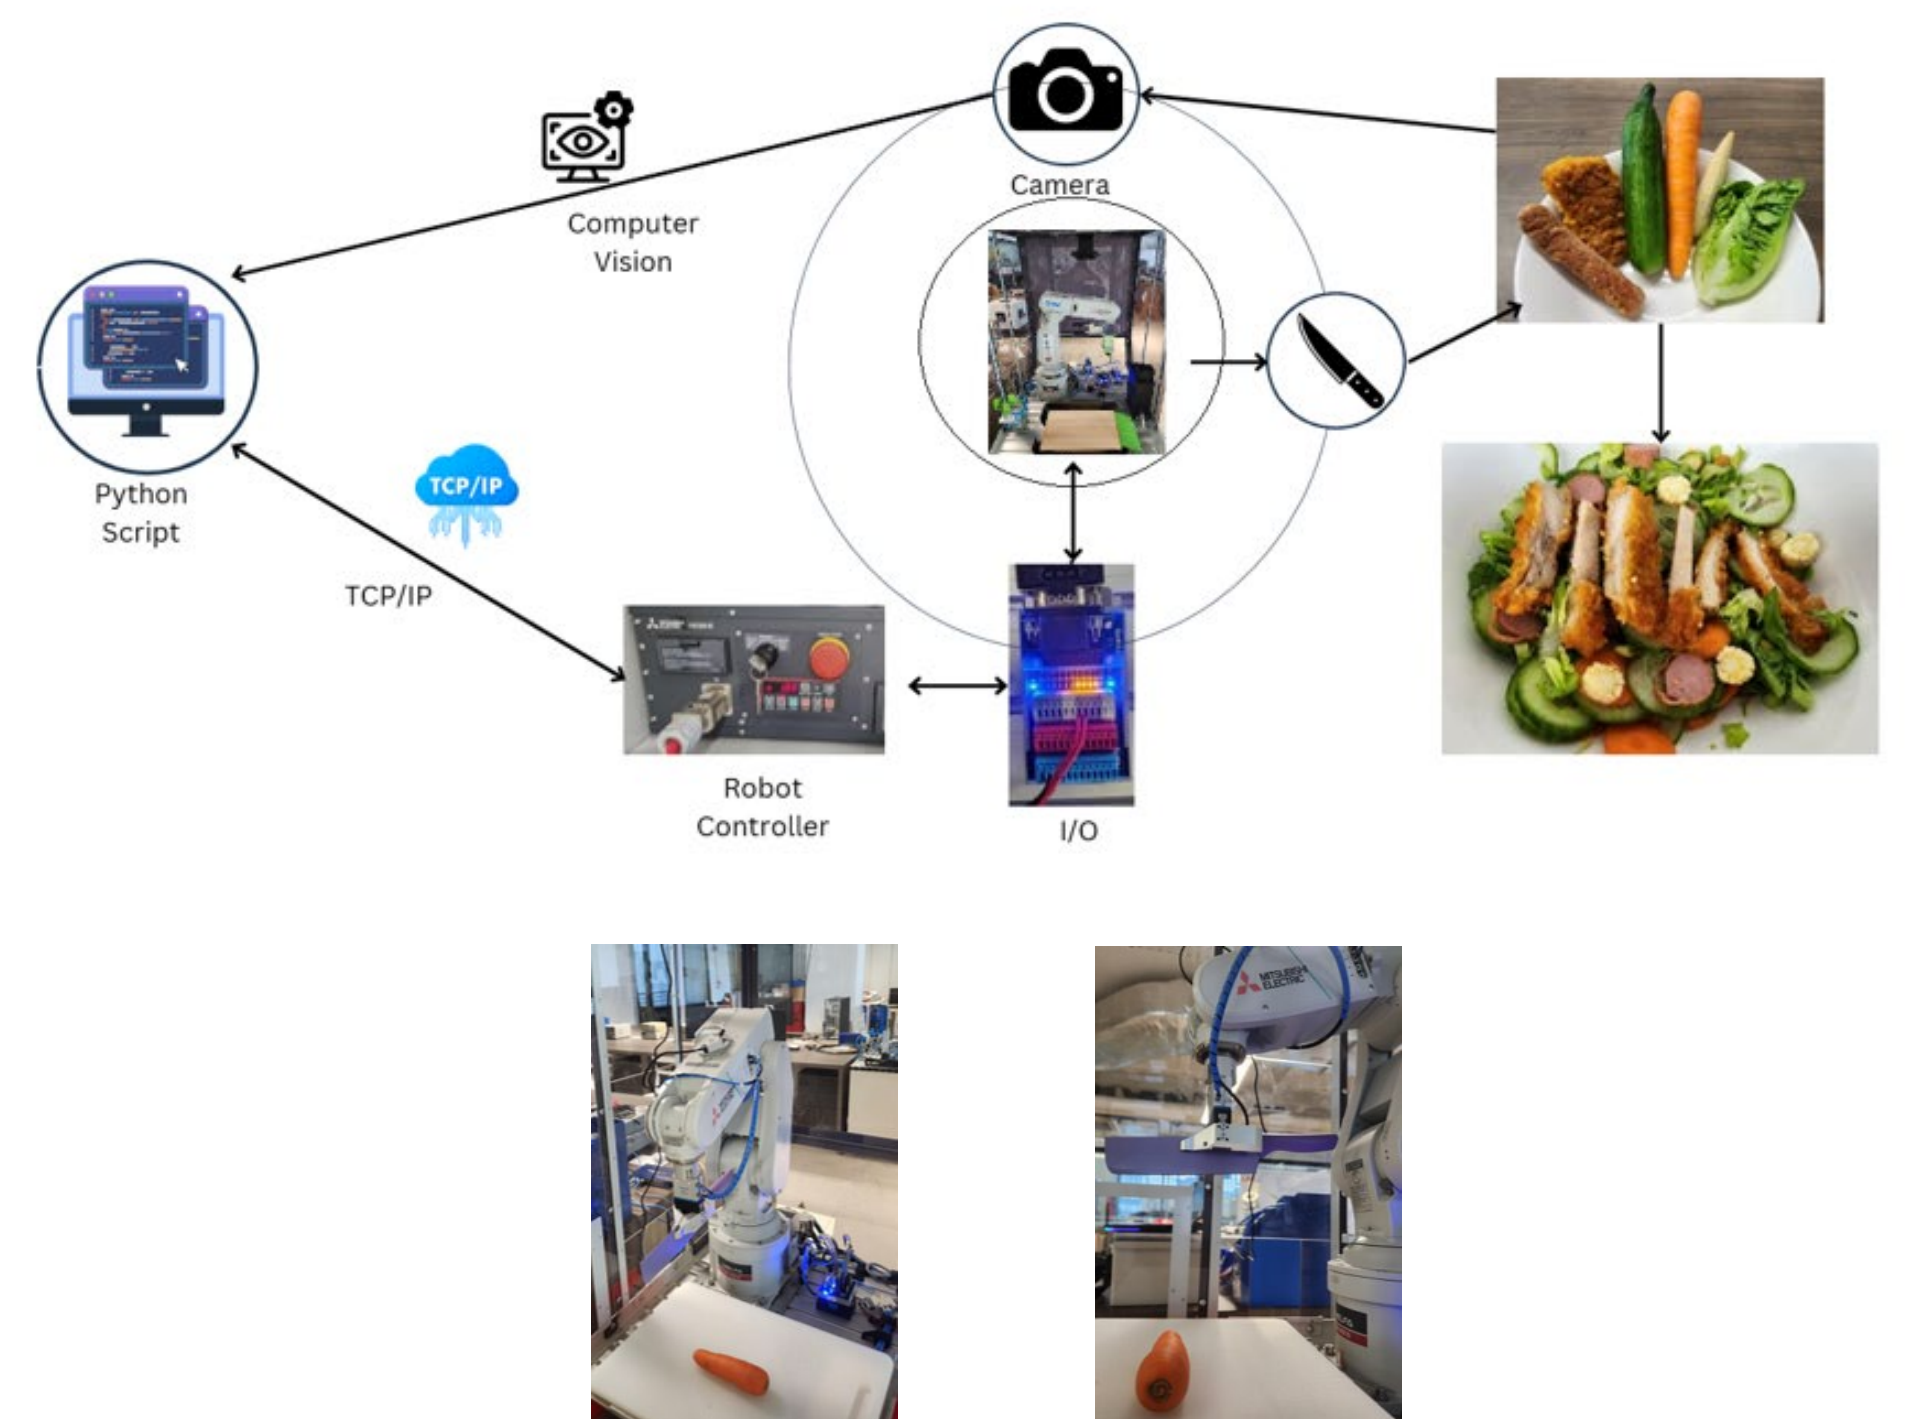 Camera
Computer
Vision
Python
Script
TCP/IP
TCP/IP
Robot
Controller
I/O
MITSUBISHI
ELECTRIC